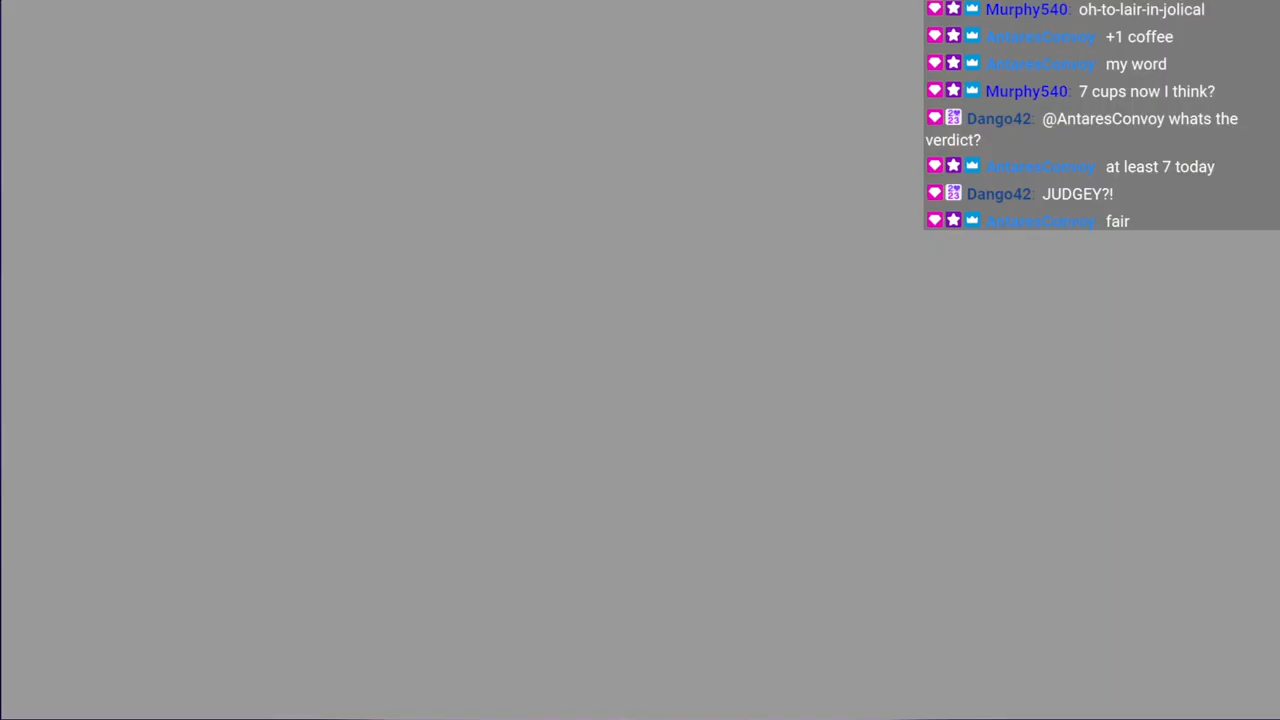 Murphy540: oh-to-lair-in-jolical
AntaresConvoy: +1 coffee
AntaresConvoy: my word
Murphy540: 7 cups now I think?
Dango42: @AntaresConvoy whats the
verdict?
AntaresConvoy: at least 7 today
Dango42: JUDGEY?!
AntaresConvoy: fair